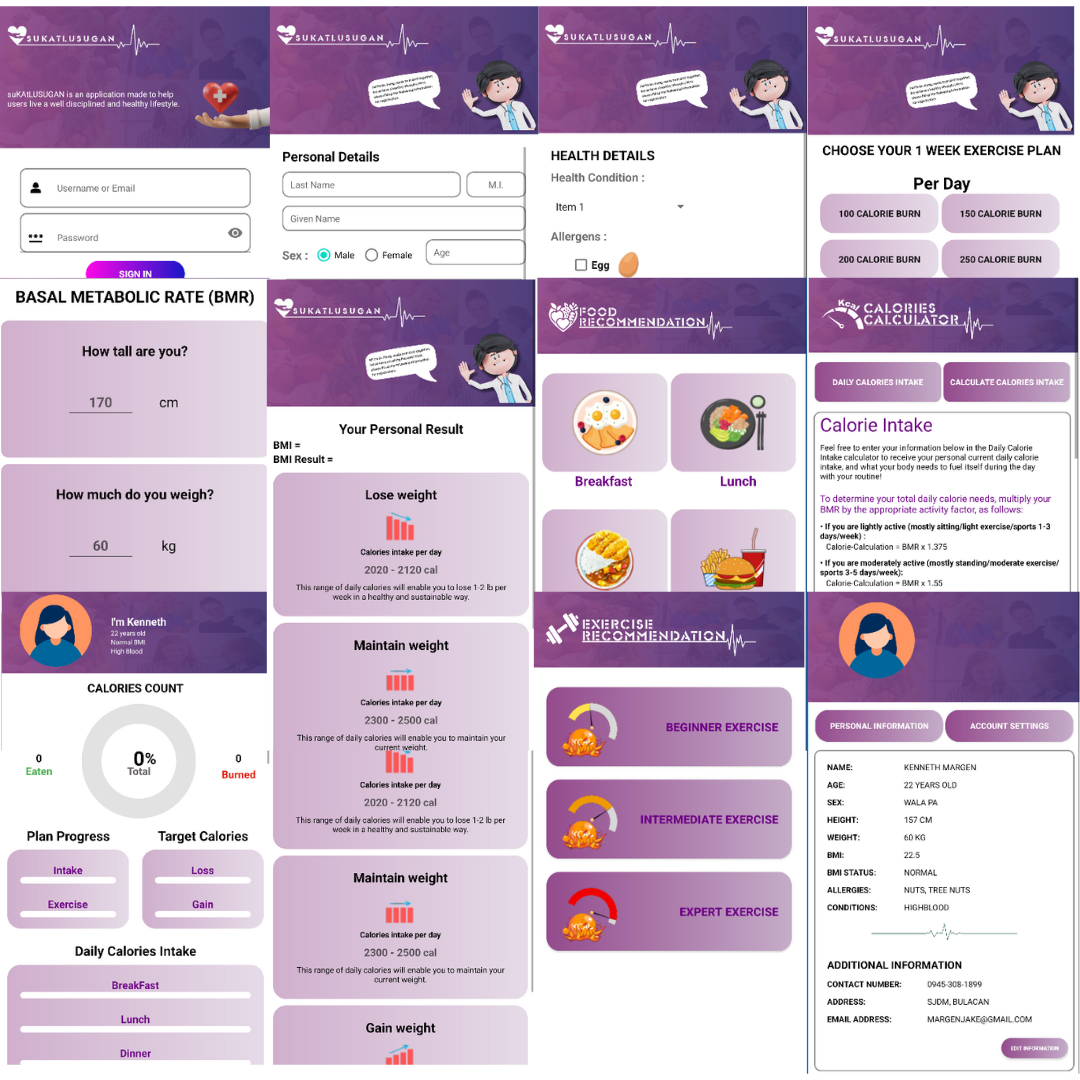 SUKATLUSUGAN
suKAtLUSUGAN is an application made to help
users live a well disciplined and healthy lifestyle.
Username or Email
Password
SIGN IN
SUKATLUSUGAN
Personal Details
Last Name
M.I.
Given Name
Sex :
Male
Female
Age
SUKATLUSUGAN
HEALTH DETAILS
Health Condition :
Item 1
Allergens :
Egg
SUKATLUSUGAN
CHOOSE YOUR 1 WEEK EXERCISE PLAN
Per Day
100 CALORIE BURN
150 CALORIE BURN
200 CALORIE BURN
250 CALORIE BURN
BASAL METABOLIC RATE (BMR)
How tall are you?
170 cm
How much do you weigh?
60 kg
SUKATLUSUGAN
Your Personal Result
BMI =
BMI Result =
Lose weight
Calories intake per day
2020 - 2120 cal
This range of daily calories will enable you to lose 1-2 lb per
week in a healthy and sustainable way.
Maintain weight
Calories intake per day
2300 - 2500 cal
This range of daily calories will enable you to maintain your
current weight.
Calories intake per day
2020 - 2120 cal
This range of daily calories will enable you to lose 1-2 lb per
week in a healthy and sustainable way.
Maintain weight
Calories intake per day
2300 - 2500 cal
This range of daily calories will enable you to maintain your
current weight.
Gain weight
FOOD
RECOMMENDATION
Breakfast
Lunch
Kcal
CALORIES
CALCULATOR
DAILY CALORIES INTAKE
CALCULATE CALORIES INTAKE
Calorie Intake
Feel free to enter your information below in the Daily Calorie
Intake calculator to receive your personal current daily calorie
intake, and what your body needs to fuel itself during the day
with your routine!
To determine your total daily calorie needs, multiply your
BMR by the appropriate activity factor, as follows:
• If you are lightly active (mostly sitting/light exercise/sports 1-3
days/week) :
Calorie-Calculation = BMR x 1.375
• If you are moderately active (mostly standing/moderate exercise/
sports 3-5 days/week):
Calorie-Calculation = BMR x 1.55
I'm Kenneth
22 years old
Normal BMI
High Blood
CALORIES COUNT
0
Eaten
0%
Total
0
Burned
Plan Progress
Target Calories
Intake
Exercise
Loss
Gain
Daily Calories Intake
BreakFast
Lunch
Dinner
EXERCISE
RECOMMENDATION
BEGINNER EXERCISE
INTERMEDIATE EXERCISE
EXPERT EXERCISE
PERSONAL INFORMATION
ACCOUNT SETTINGS
NAME: KENNETH MARGEN
AGE: 22 YEARS OLD
SEX: WALA PA
HEIGHT: 157 CM
WEIGHT: 60 KG
BMI: 22.5
BMI STATUS: NORMAL
ALLERGIES: NUTS, TREE NUTS
CONDITIONS: HIGHBLOOD
ADDITIONAL INFORMATION
CONTACT NUMBER: 0945-308-1899
ADDRESS: SJDM, BULACAN
EMAIL ADDRESS: MARGENJAKE@GMAIL.COM
EDIT INFORMATION